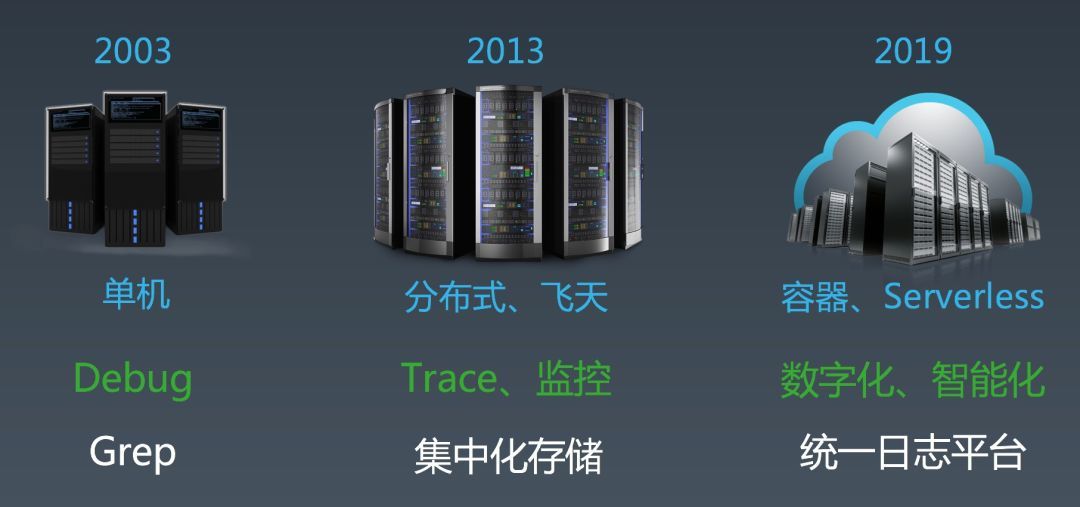 2003
2013
2019
单机
分布式、飞天
容器、Serverless
Debug
Trace、监控
数字化、智能化
Grep
集中化存储
统一日志平台